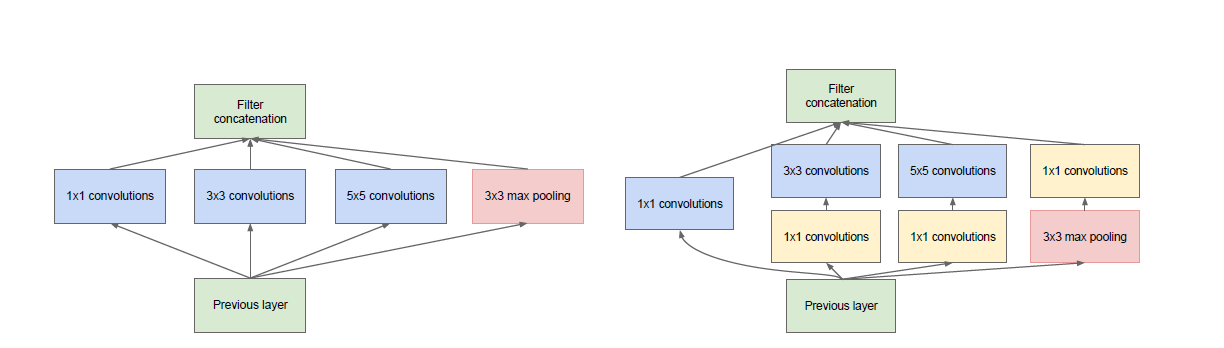 Filter
concatenation
1x1 convolutions
3x3 convolutions
5x5 convolutions
3x3 max pooling
Previous layer
Filter
concatenation
3x3 convolutions
5x5 convolutions
1x1 convolutions
1x1 convolutions
1x1 convolutions
1x1 convolutions
3x3 max pooling
Previous layer